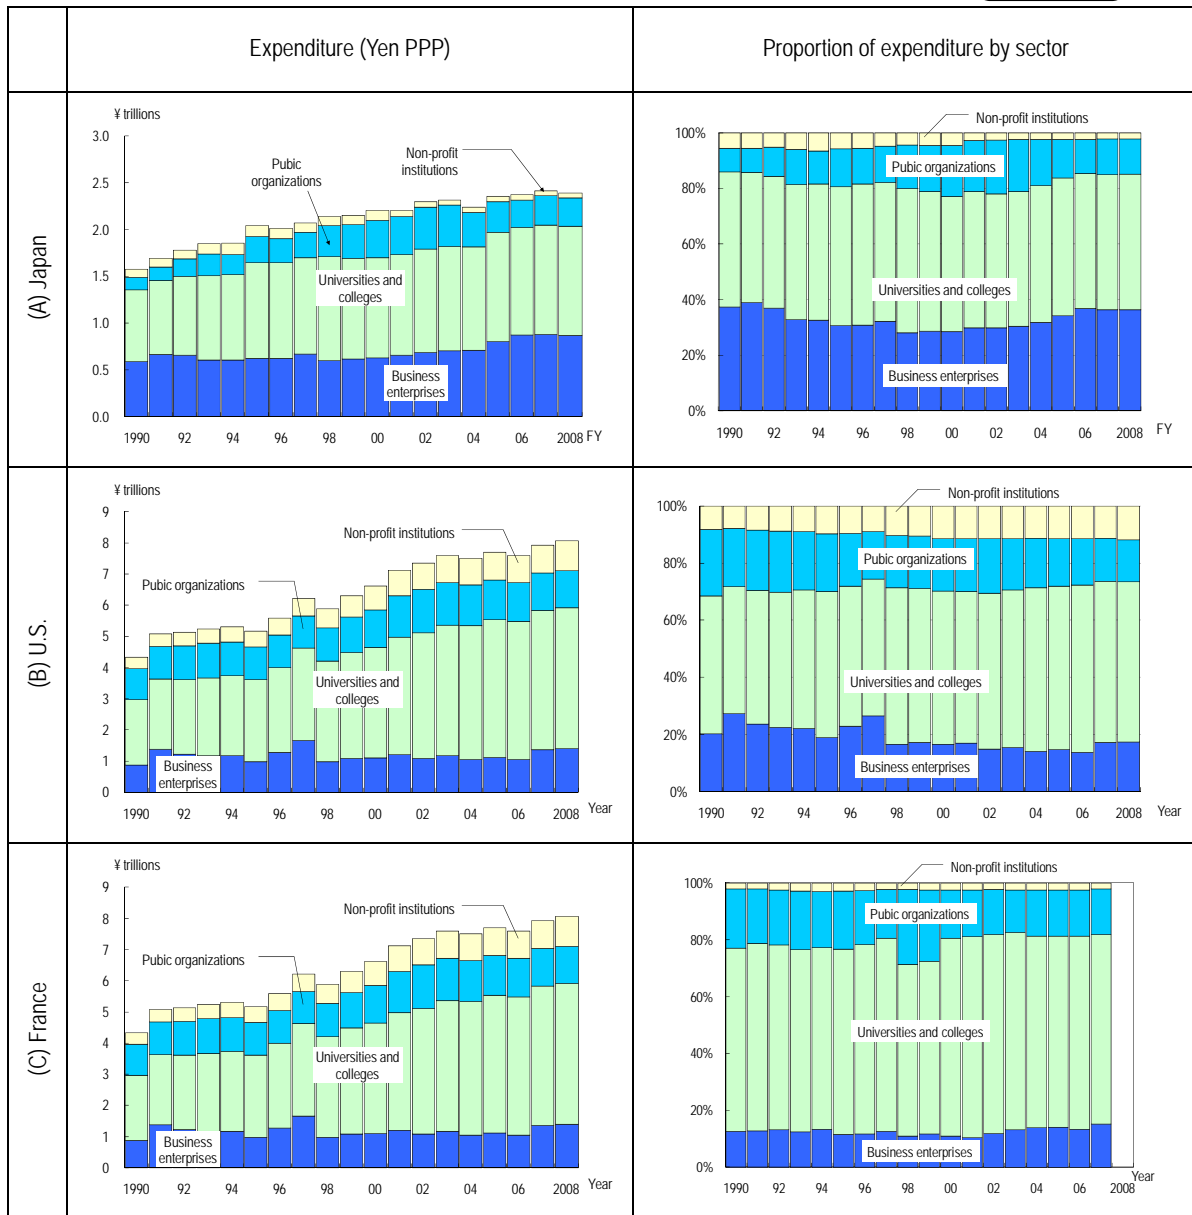 Expenditure (Yen PPP)
Proportion of expenditure by sector
(A) Japan
¥ trillions
3.0
2.5
2.0
1.5
1.0
0.5
0.0
Pubic
organizations
Non-profit
institutions
Universities and
colleges
Business
enterprises
1990 92 94 96 98 00 02 04 06 2008 FY
100%
80%
60%
40%
20%
0%
Non-profit institutions
Pubic organizations
Universities and colleges
Business enterprises
1990 92 94 96 98 00 02 04 06 2008 FY
(B) U.S.
¥ trillions
9
8
7
6
5
4
3
2
1
0
Non-profit institutions
Pubic organizations
Universities and
colleges
Business
enterprises
1990 92 94 96 98 00 02 04 06 2008 Year
100%
80%
60%
40%
20%
0%
Non-profit institutions
Pubic organizations
Universities and colleges
Business enterprises
1990 92 94 96 98 00 02 04 06 2008 Year
(C) France
¥ trillions
9
8
7
6
5
4
3
2
1
0
Non-profit institutions
Pubic organizations
Universities and
colleges
Business
enterprises
1990 92 94 96 98 00 02 04 06 2008 Year
100%
80%
60%
40%
20%
0%
Non-profit institutions
Pubic organizations
Universities and colleges
Business enterprises
1990 92 94 96 98 00 02 04 06 2008 Year